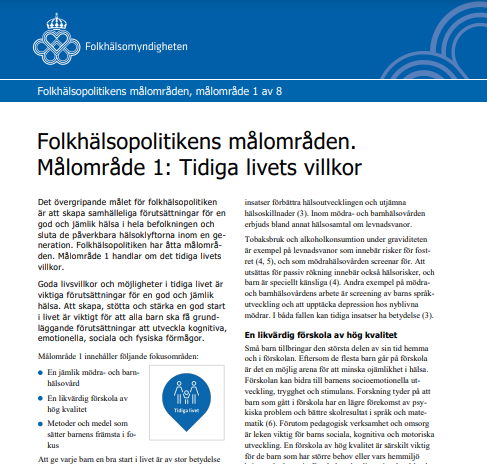 Folkhälsomyndigheten
Folkhälsopolitikens målområden, målområde 1 av 8
Folkhälsopolitikens målområden.
Målområde 1: Tidiga livets villkor
Det övergripande målet för folkhälsopolitiken
är att skapa samhälleliga förutsättningar för en
god och jämlik hälsa i hela befolkningen och
sluta de påverkbara hälsoklyftorna inom en ge-
neration. Folkhälsopolitiken har åtta målområ-
den. Målområde 1 handlar om det tidiga livets
villkor.
Goda livsvillkor och möjligheter i tidiga livet är
viktiga förutsättningar för en god och jämlik
hälsa. Att skapa, stötta och stärka en god start
i livet är viktigt för att alla barn ska få grund-
läggande förutsättningar att utveckla kognitiva,
emotionella, sociala och fysiska förmågor.
Målområde 1 innehåller följande fokusområden:
• En jämlik mödra- och barn-
hälsovård
• En likvärdig förskola av
hög kvalitet
• Metoder och medel som
sätter barnens främsta i fo-
kus
Tidiga livet
Att ge varje barn en bra start i livet är av stor betydelse
insatser förbättra hälsoutvecklingen och utjämna
hälsoskillnader (3). Inom mödra- och barnhälsovården
erbjuds bland annat hälsosamtal om levnadsvanor.
Tobaksbruk och alkoholkonsumtion under graviditeten
är exempel på levnadsvanor som innebär risker för fost-
ret (4, 5), och som mödrahälsovården screenar för. Att
utsättas för passiv rökning innebär också hälsorisker, och
barn är speciellt känsliga (4). Andra exempel på mödra-
och barnhälsovårdens arbete är screening av barns språk-
utveckling och att upptäcka depression hos nyblivna
mödrar. I båda fallen kan tidiga insatser ha betydelse (3).
En likvärdig förskola av hög kvalitet
Små barn tillbringar den största delen av sin tid hemma
och i förskolan. Eftersom de flesta barn går på förskola
är det en möjlig arena för att minska ojämlikhet i hälsa.
Förskolan kan bidra till barnens socioemotionella ut-
veckling, trygghet och stimulans. Forskning tyder på att
barn som gått i förskola har en lägre förekomst av psy-
kiska problem och bättre skolresultat i språk och mate-
matik (6). Förutom pedagogisk verksamhet och omsorg
är leken viktig för barns sociala, kognitiva och motoriska
utveckling. En förskola av hög kvalitet är särskilt viktig
för de barn som har större behov eller vars hemmiljö